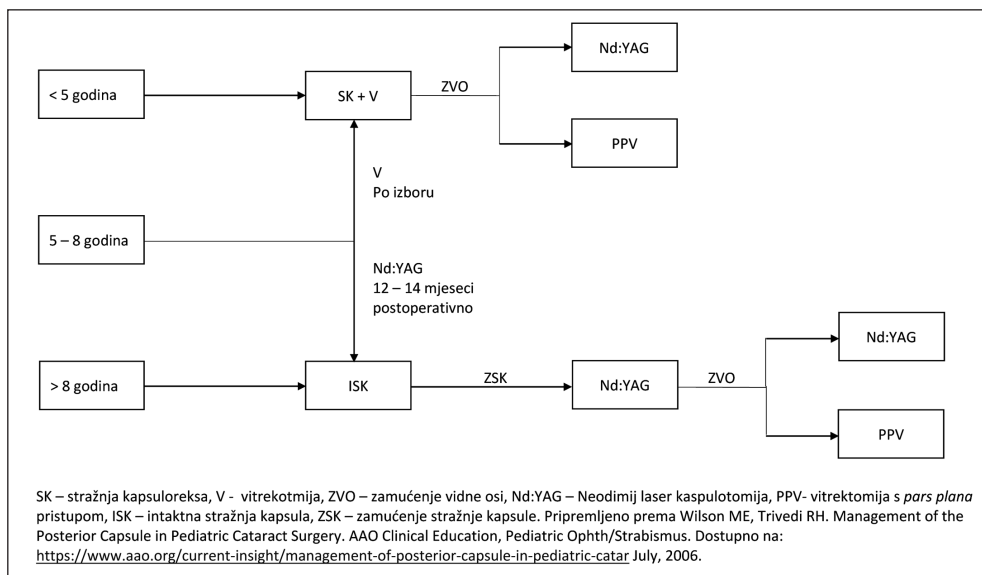 Nd:YAG
< 5 godina
SK + V
ZVO
PPV
V
Po izboru
5 – 8 godina
Nd:YAG
12 – 14 mjeseci
postoperativno
Nd:YAG
> 8 godina
ISK
ZSK
Nd:YAG
ZVO
PPV
SK – stražnja kapsuloreksa, V - vitrekotmija, ZVO – zamućenje vidne osi, Nd:YAG – Neodimij laser kaspulotomija, PPV- vitrektomija s pars plana
pristupom, ISK – intaktna stražnja kapsula, ZSK – zamućenje stražnje kapsule. Pripremljeno prema Wilson ME, Trivedi RH. Management of the
Posterior Capsule in Pediatric Cataract Surgery. AAO Clinical Education, Pediatric Ophth/Strabismus. Dostupno na:
https://www.aao.org/current-insight/management-of-posterior-capsule-in-pediatric-catar July, 2006.